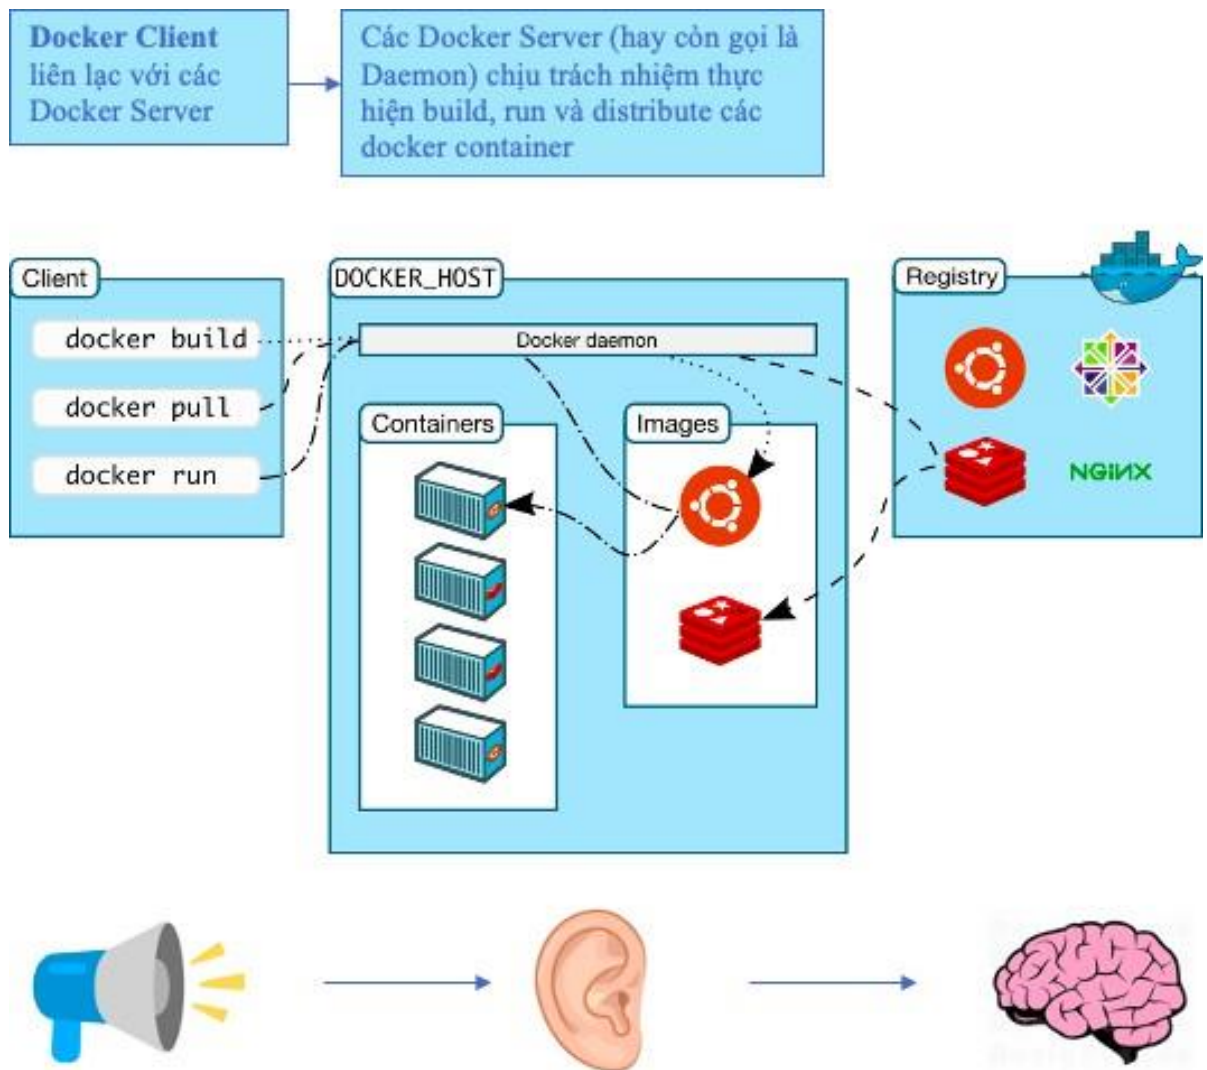 Docker Client
liên lạc với các
Docker Server
Các Docker Server (hay còn gọi là
Daemon) chịu trách nhiệm thực
hiện build, run và distribute các
docker container
Client
docker build
docker pull
docker run
DOCKER_HOST
Docker daemon
Containers
Images
Registry
NGiNX